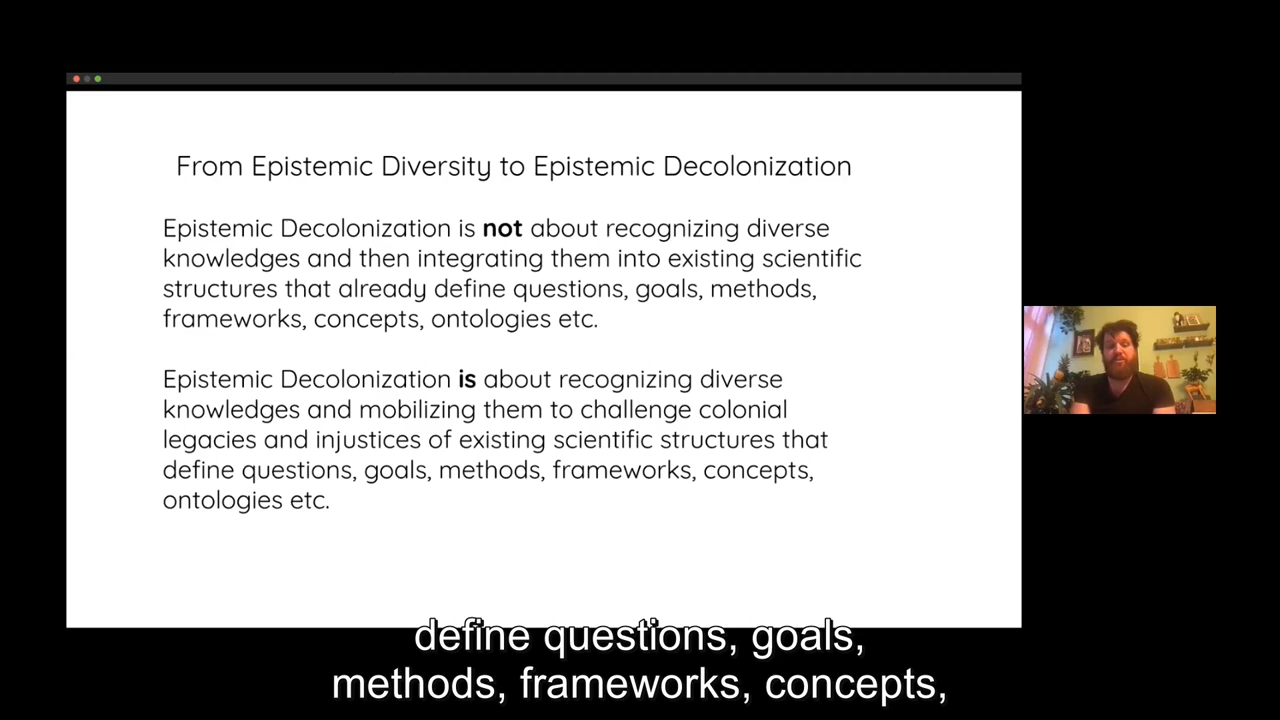 From Epistemic Diversity to Epistemic Decolonization
Epistemic Decolonization is not about recognizing diverse
knowledges and then integrating them into existing scientific
structures that already define questions, goals, methods,
frameworks, concepts, ontologies etc.
Epistemic Decolonization is about recognizing diverse
knowledges and mobilizing them to challenge colonial
legacies and injustices of existing scientific structures that
define questions, goals, methods, frameworks, concepts,
ontologies etc.
define questions, goals,
methods, frameworks, concepts,